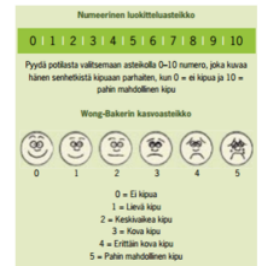 Numeerinen luokitteluasteikko
0 | 1 | 2 | 3 | 4 | 5 | 6 | 7 | 8 | 9 | 10
Pyydä potilasta valitsemaan asteikolla 0–10 numero, joka kuvaa
hänen senhetkistä kipuaan parhaiten, kun 0 = ei kipua ja 10 =
pahin mahdollinen kipu
Wong-Bakerin kasvoasteikko
0 1 2 3 4 5
0 = Ei kipua
1 = Lievä kipu
2 = Keskivaikea kipu
3 = Kova kipu
4 = Erittäin kova kipu
5 = Pahin mahdollinen kipu